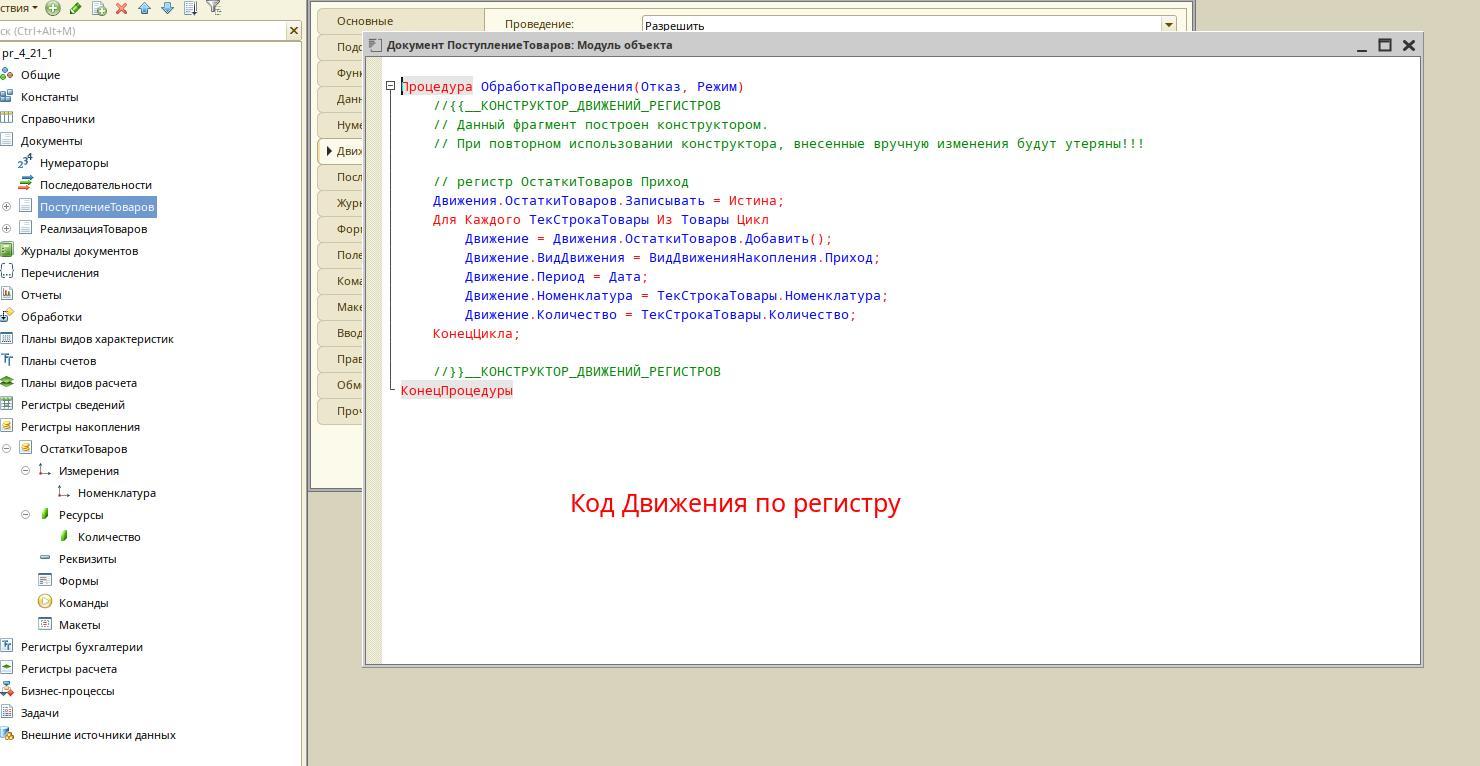 ствия
ск (Ctrl+Alt+M)
pr_4_21_1
Общие
Константы
Справочники
Документы
Нумераторы
Последовательности
ПоступлениеТоваров
РеализацияТоваров
Журналы документов
Перечисления
Отчеты
Обработки
Планы видов характеристик
Планы счетов
Планы видов расчета
Регистры сведений
Регистры накопления
ОстаткиТоваров
Измерения
Номенклатура
Ресурсы
Количество
Реквизиты
Формы
Команды
Макеты
Регистры бухгалтерии
Регистры расчета
Бизнес-процессы
Задачи
Внешние источники данных
Основные
Подс
Функ
Данн
Нуме
Движ
Посл
Журн
Форм
Поле
Кома
Маке
Ввод
Прав
Обме
Проч
Проведение: Разрешить
Документ ПоступлениеТоваров: Модуль объекта
Процедура ОбработкаПроведения(Отказ, Режим)
//{{__КОНСТРУКТОР_ДВИЖЕНИЙ_РЕГИСТРОВ
// Данный фрагмент построен конструктором.
// При повторном использовании конструктора, внесенные вручную изменения будут утеряны!!!
// регистр ОстаткиТоваров Приход
Движения.ОстаткиТоваров.Записывать = Истина;
Для Каждого ТекСтрокаТовары Из Товары Цикл
Движение = Движения.ОстаткиТоваров.Добавить();
Движение.ВидДвижения = ВидДвиженияНакопления.Приход;
Движение.Период = Дата;
Движение.Номенклатура = ТекСтрокаТовары.Номенклатура;
Движение.Количество = ТекСтрокаТовары.Количество;
КонецЦикла;
//}}__КОНСТРУКТОР_ДВИЖЕНИЙ_РЕГИСТРОВ
КонецПроцедуры
Код Движения по регистру